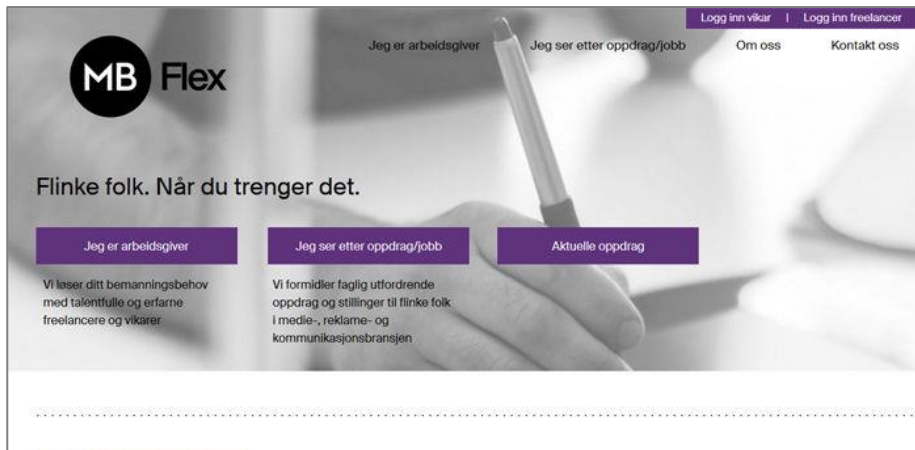 Logg inn vikar | Logg inn freelancer
Jeg er arbeidsgiver Jeg ser etter oppdrag/jobb Om oss Kontakt oss
MB Flex
Flinke folk. Når du trenger det.
Jeg er arbeidsgiver
Vi løser ditt bemanningsbehov
med talentfulle og erfarne
freelancere og vikarer
Jeg ser etter oppdrag/jobb
Vi formidler faglig utfordrende
oppdrag og stillinger til flinke folk
i medie-, reklame- og
kommunikasjonsbransjen
Aktuelle oppdrag